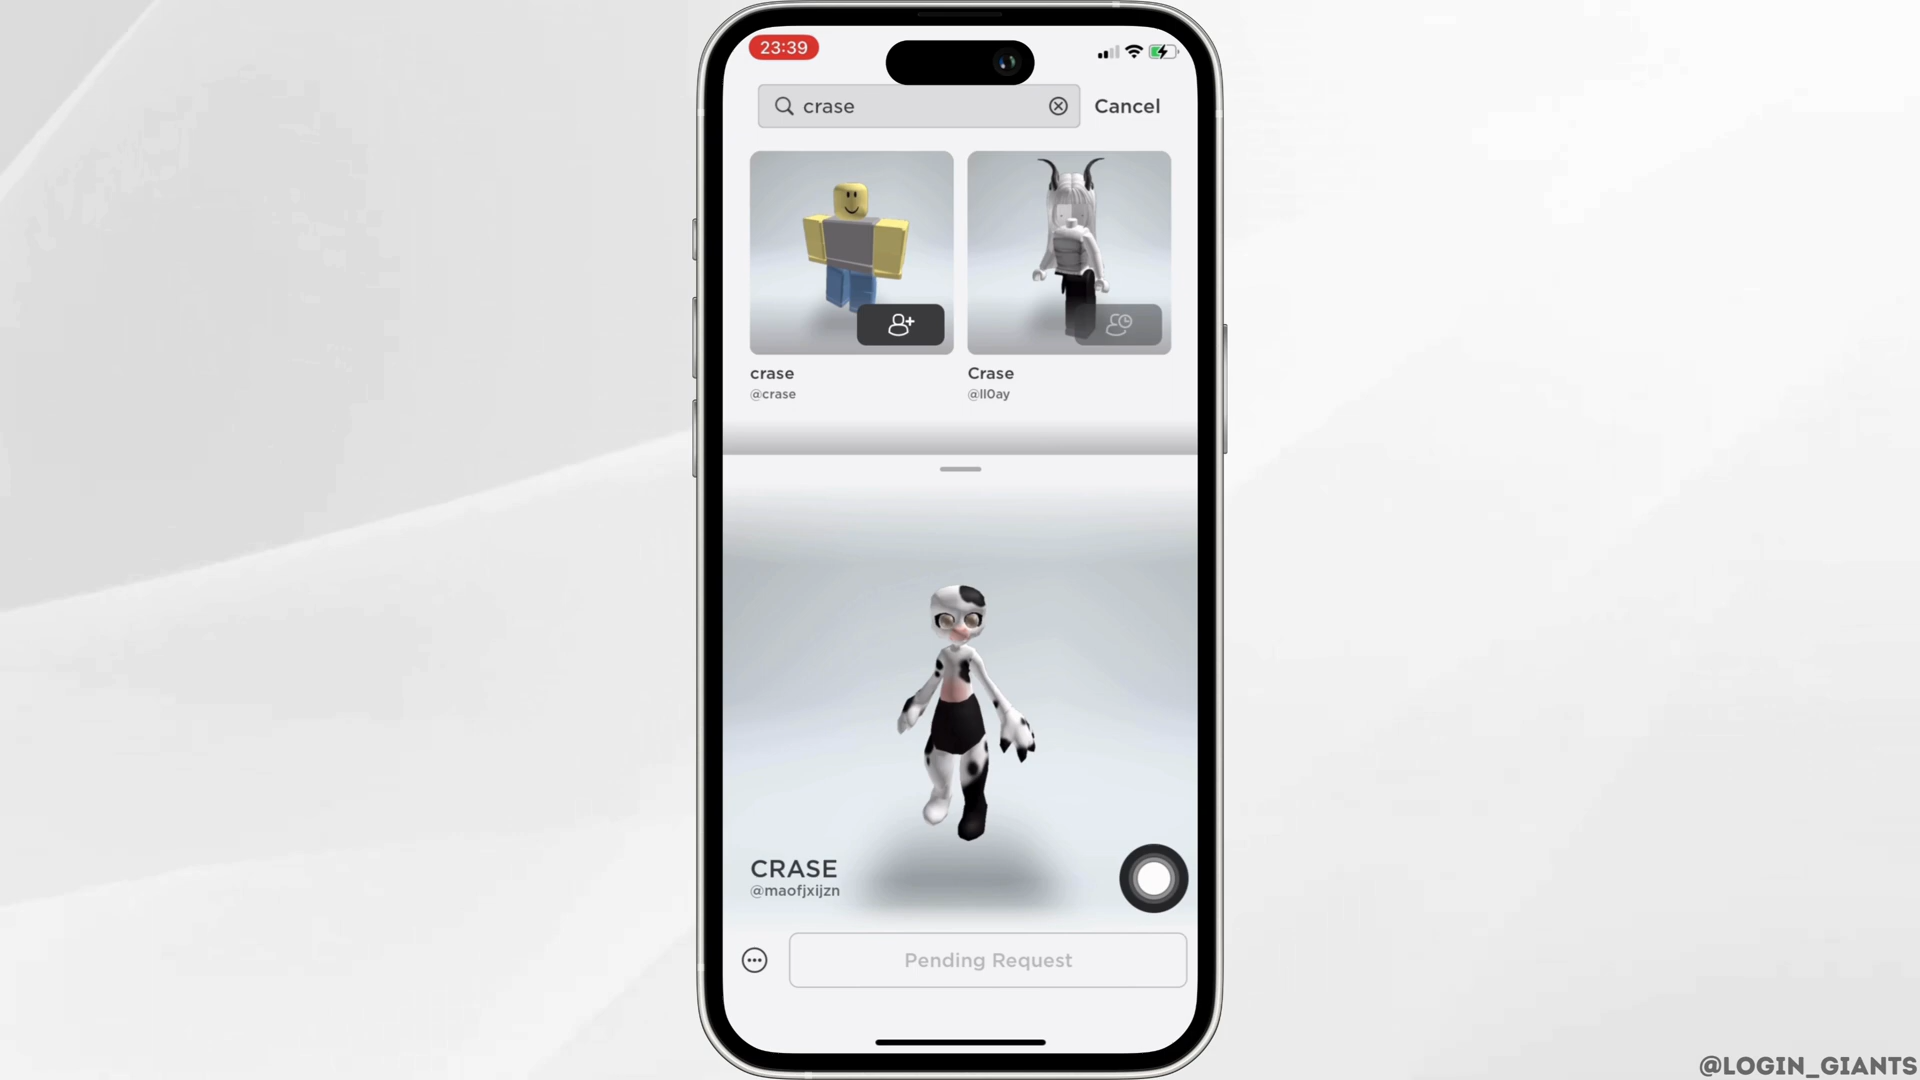 23:39
crase
Cancel
crase
@crase
Crase
@ll0ay
CRASE
@maofjxijzn
Pending Request
@LOGIN_GIANTS